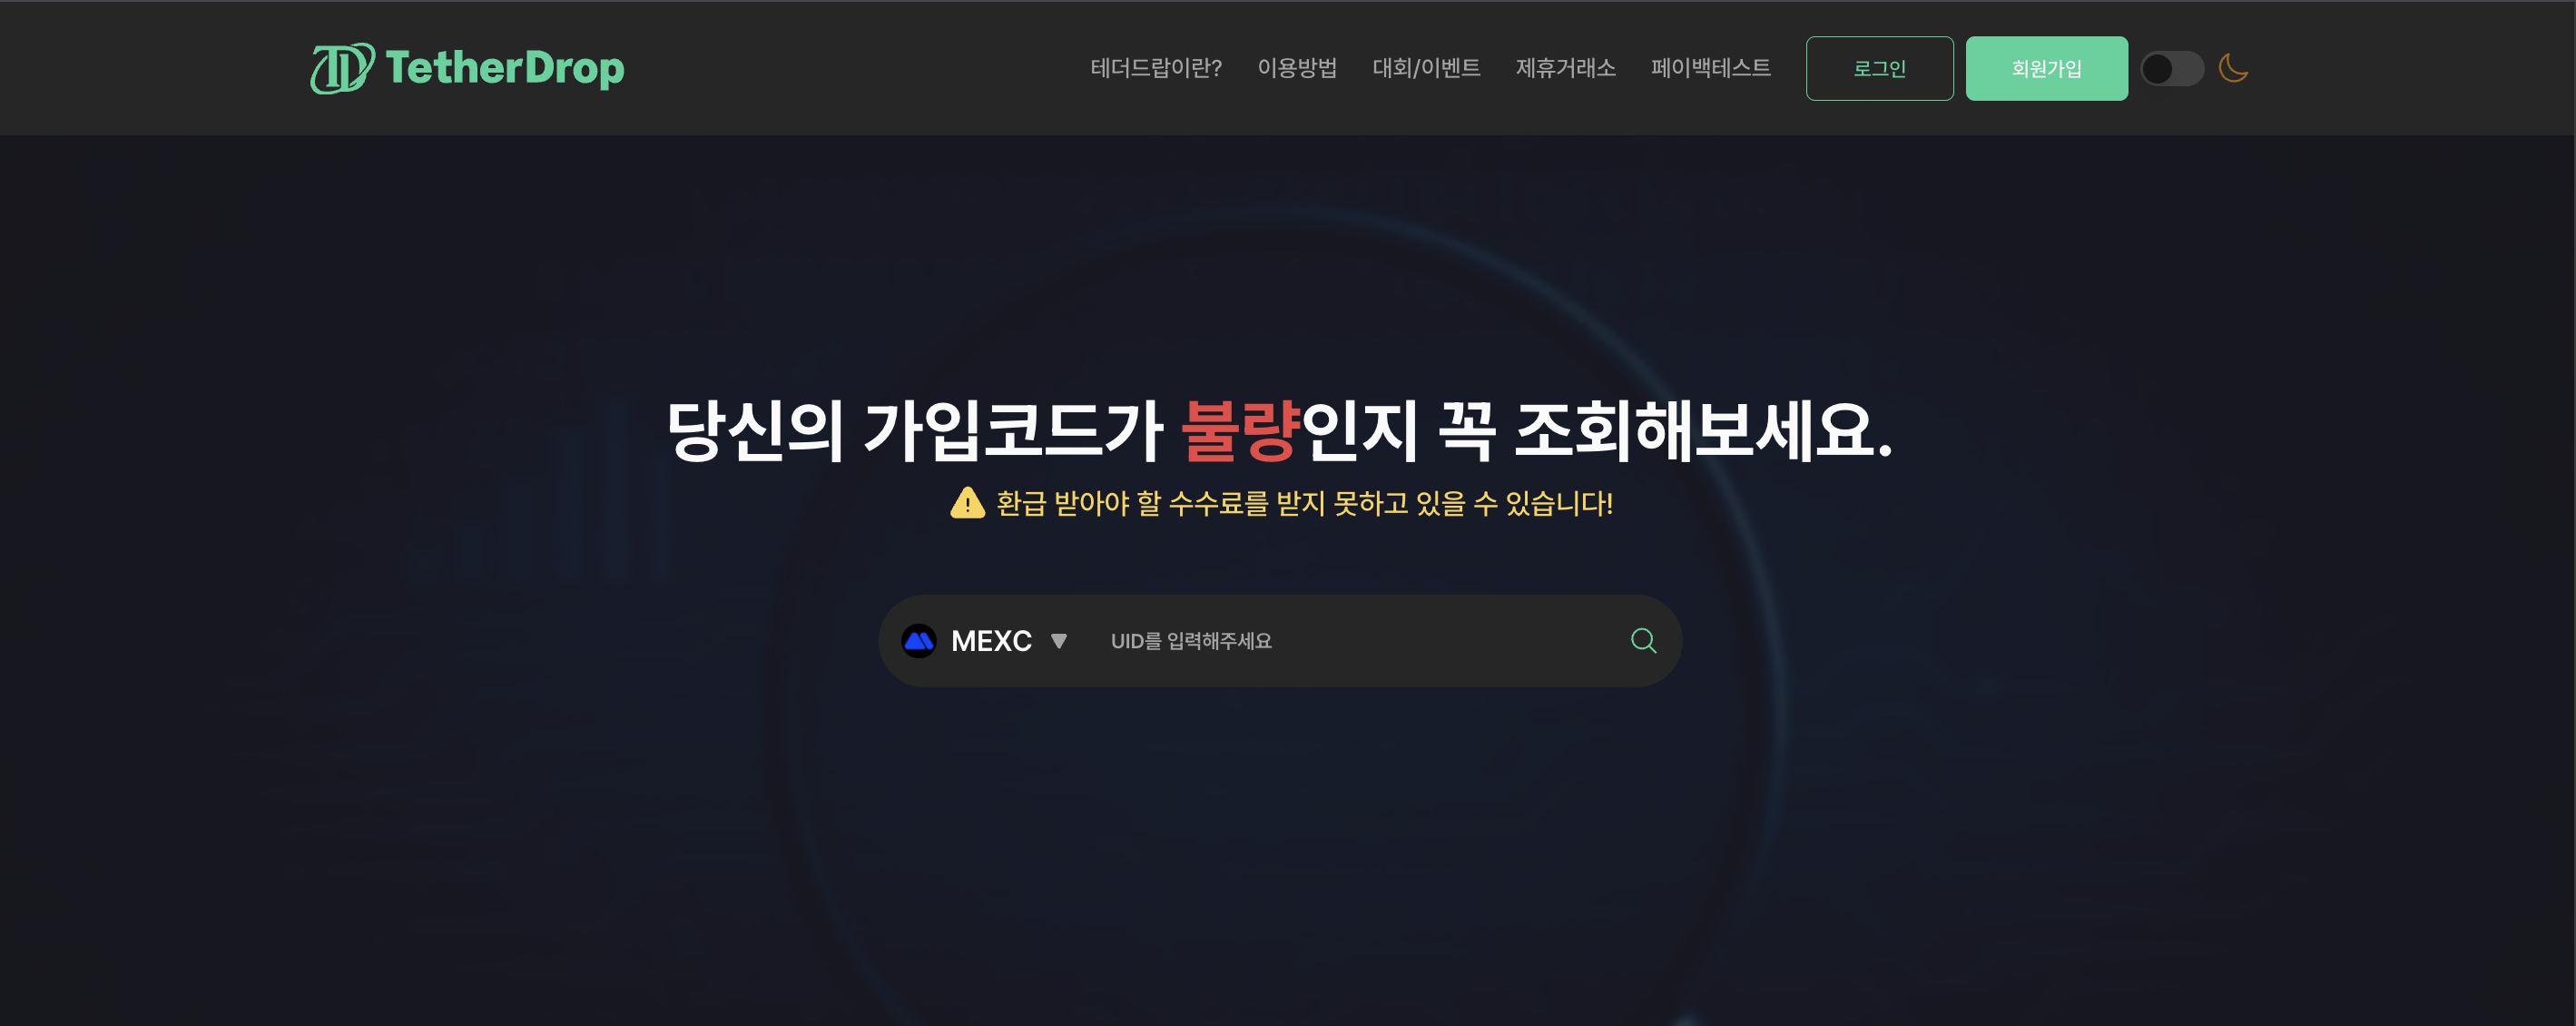 TetherDrop
테더드랍이란? 이용방법 대회/이벤트 제휴거래소 페이백테스트 로그인 회원가입
당신의 가입코드가 불량인지 꼭 조회해보세요.
환급 받아야 할 수수료를 받지 못하고 있을 수 있습니다!
MEXC UID를 입력해주세요